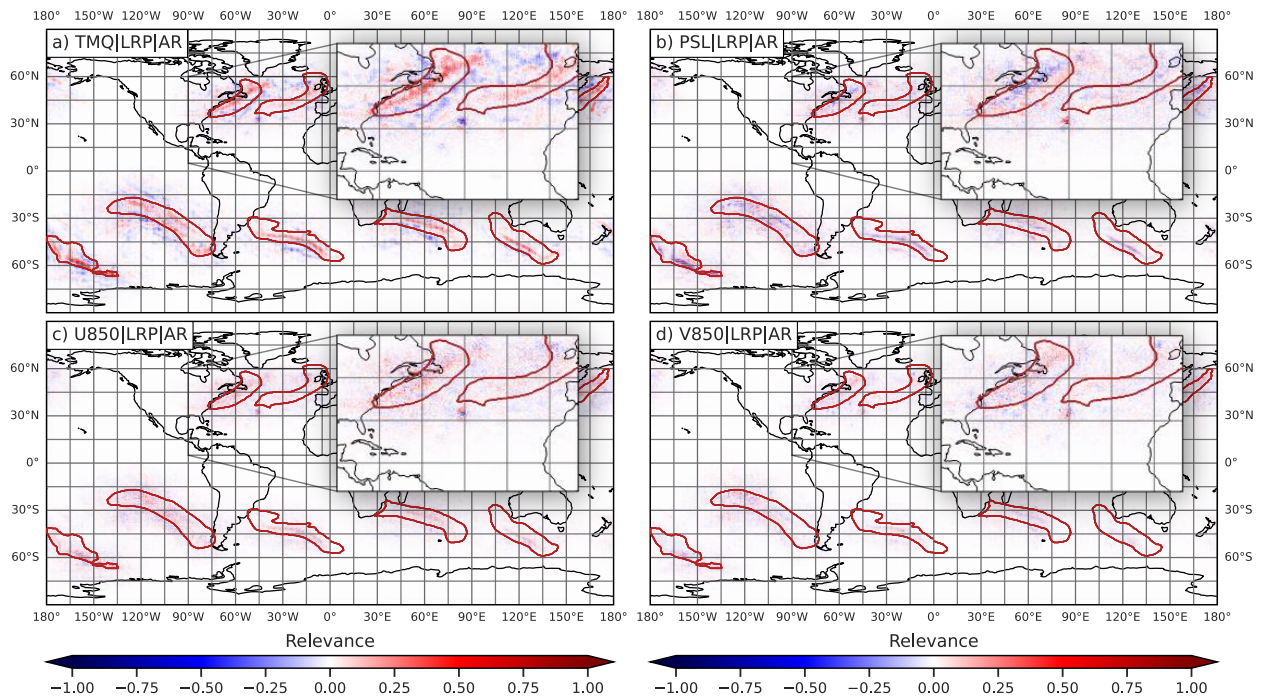 180° 150°W 120°W 90°W 60°W 30°W 0° 30°E 60°E 90°E 120°E 150°E 180° 180° 150°W 120°W 90°W 60°W 30°W 0° 30°E 60°E 90°E 120°E 150°E 180°
a) TMQ|LRP|AR b) PSL|LRP|AR
60°N 60°N
30°N 30°N
0° 0°
30°S 30°S
60°S 60°S
c) U850|LRP|AR d) V850|LRP|AR
60°N 60°N
30°N 30°N
0° 0°
30°S 30°S
60°S 60°S
180° 150°W 120°W 90°W 60°W 30°W 0° 30°E 60°E 90°E 120°E 150°E 180° 180° 150°W 120°W 90°W 60°W 30°W 0° 30°E 60°E 90°E 120°E 150°E 180°
Relevance Relevance
−1.00 −0.75 −0.50 −0.25 0.00 0.25 0.50 0.75 1.00 −1.00 −0.75 −0.50 −0.25 0.00 0.25 0.50 0.75 1.00